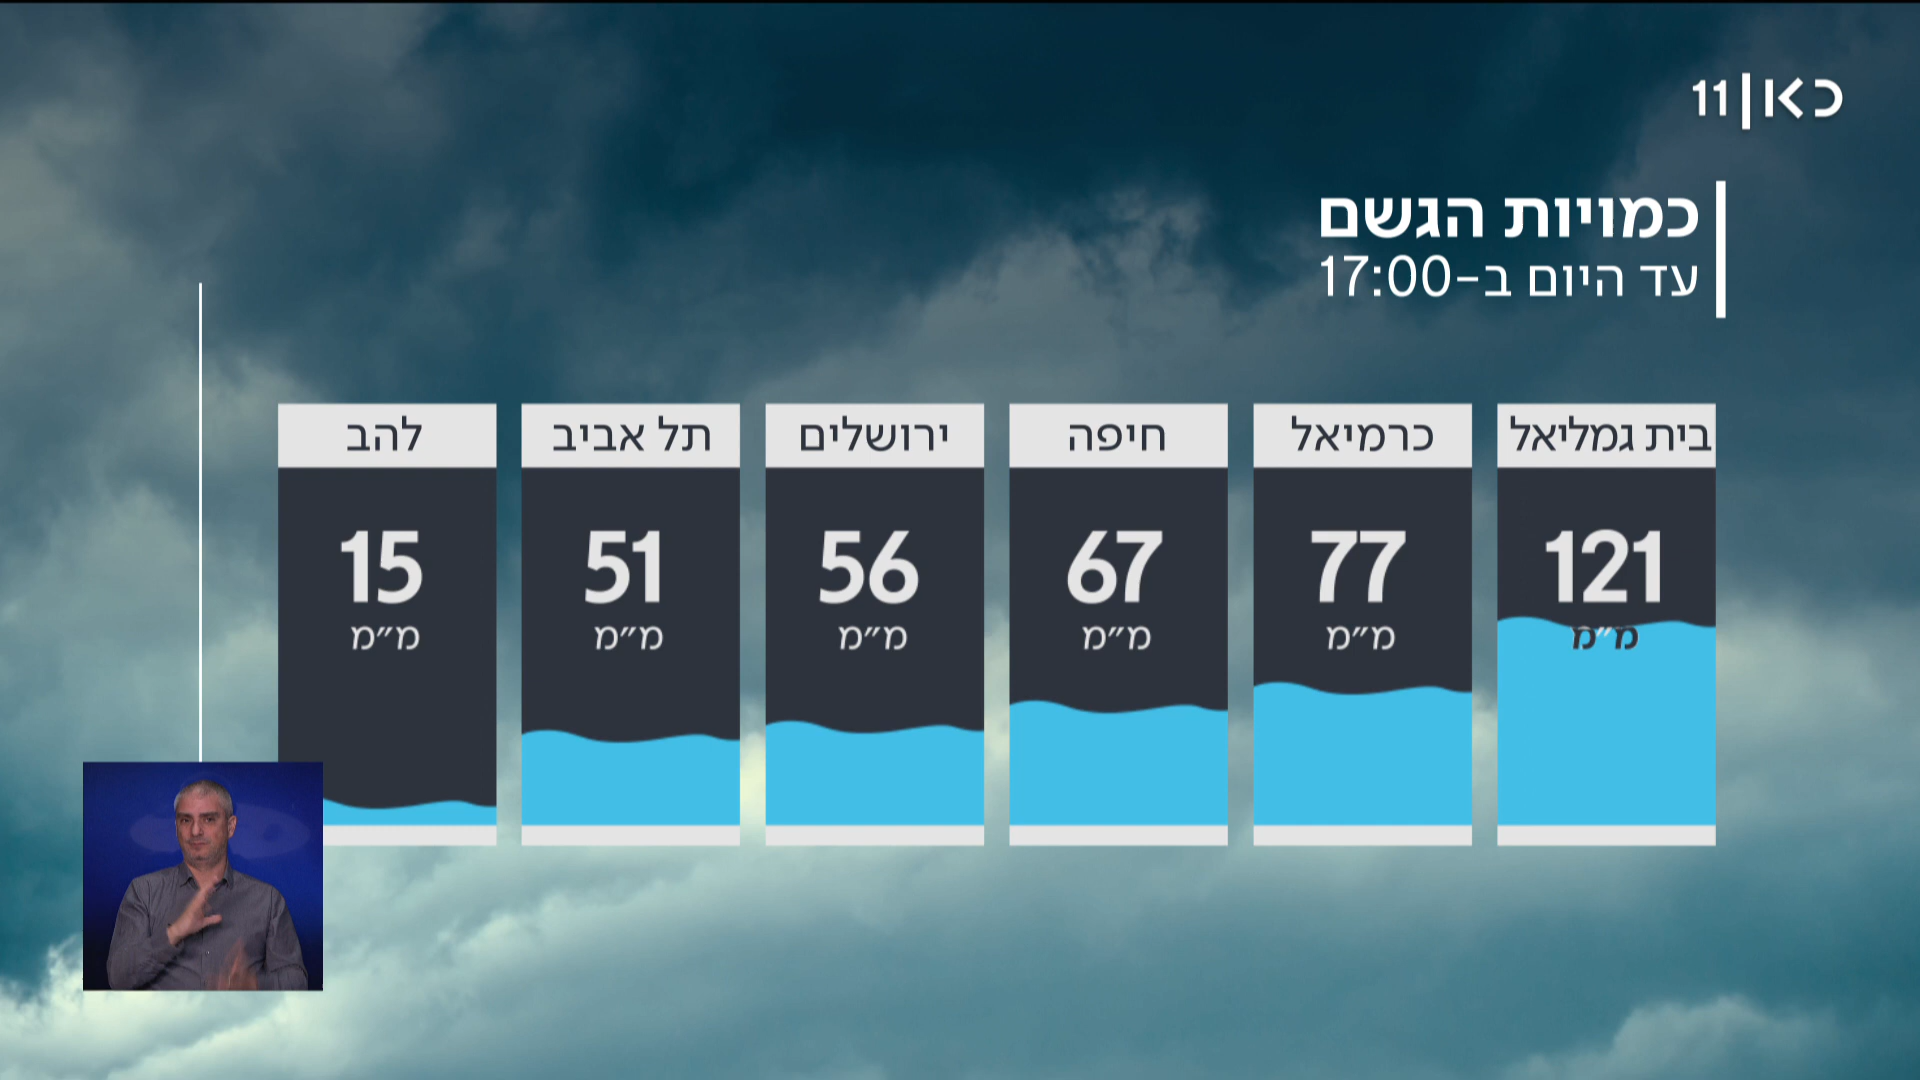 כאן 11
כמויות הגשם
עד היום ב-17:00
בית גמליאל
כרמיאל
חיפה
ירושלים
תל אביב
להב
121
77
67
56
51
15
מ״מ
מ״מ
מ״מ
מ״מ
מ״מ
מ״מ